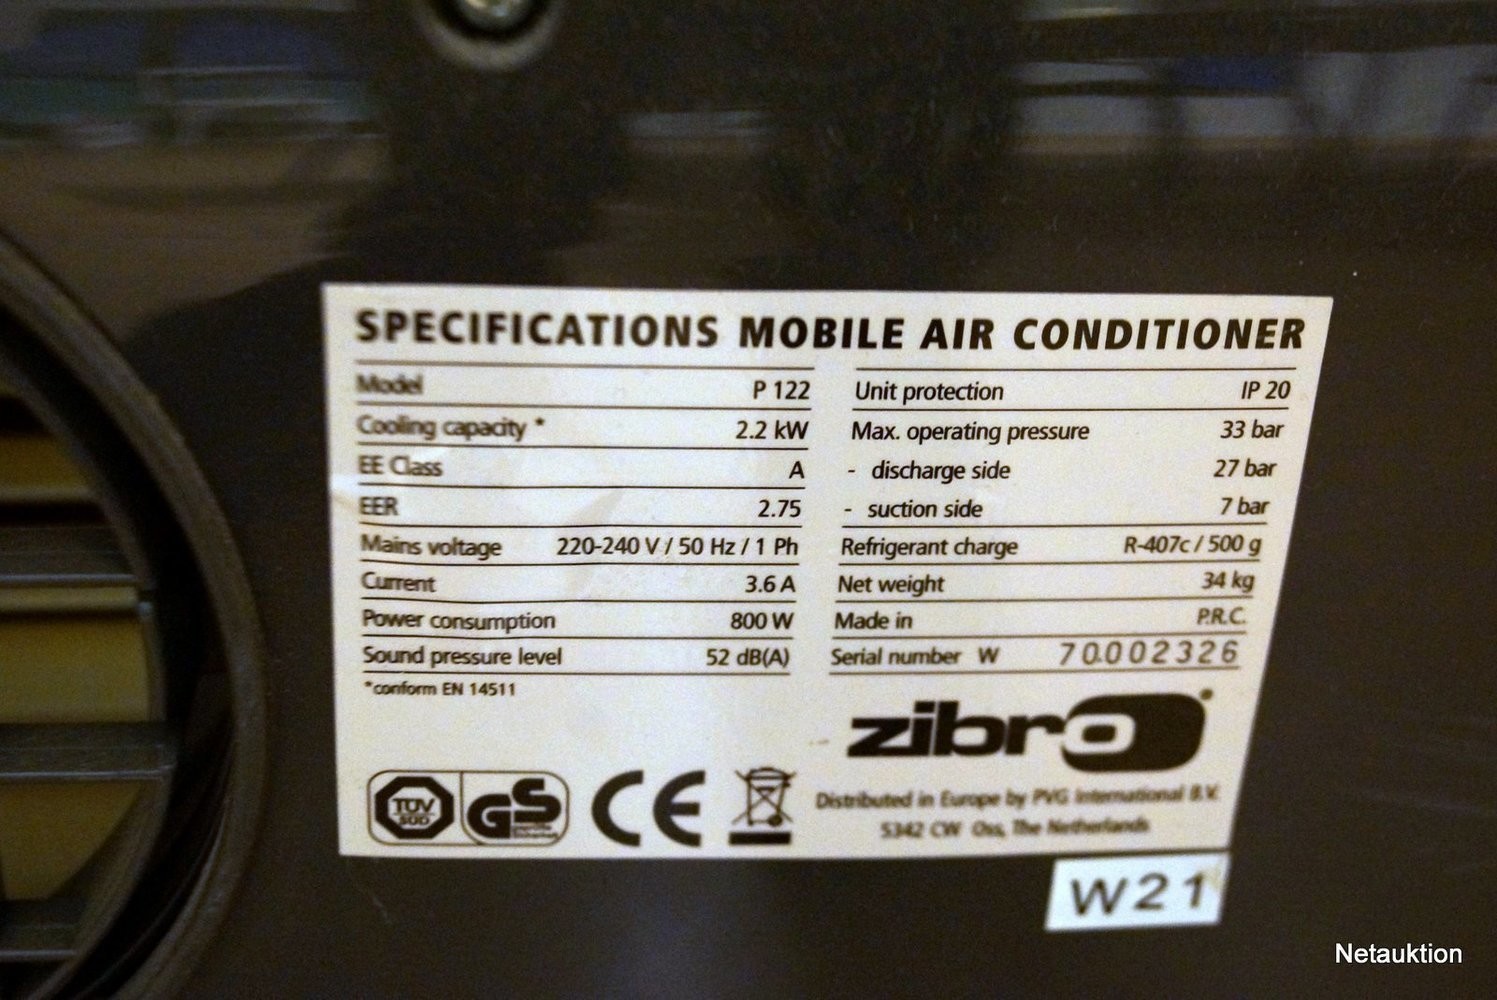 SPECIFICATIONS MOBILE AIR CONDITIONER
Model P 122
Cooling capacity * 2.2 kW
EE Class A
EER 2.75
Mains voltage 220-240 V / 50 Hz / 1 Ph
Current 3.6 A
Power consumption 800 W
Sound pressure level 52 dB(A)
*conform EN 14511
Unit protection IP 20
Max. operating pressure 33 bar
- discharge side 27 bar
- suction side 7 bar
Refrigerant charge R-407c / 500 g
Net weight 34 kg
Made in P.R.C.
Serial number W 70.002326
zibro
Distributed in Europe by PVG International B.V.
5342 CW Oss, The Netherlands
TÜV
SÜD
GS
CE
W21
Netauktion